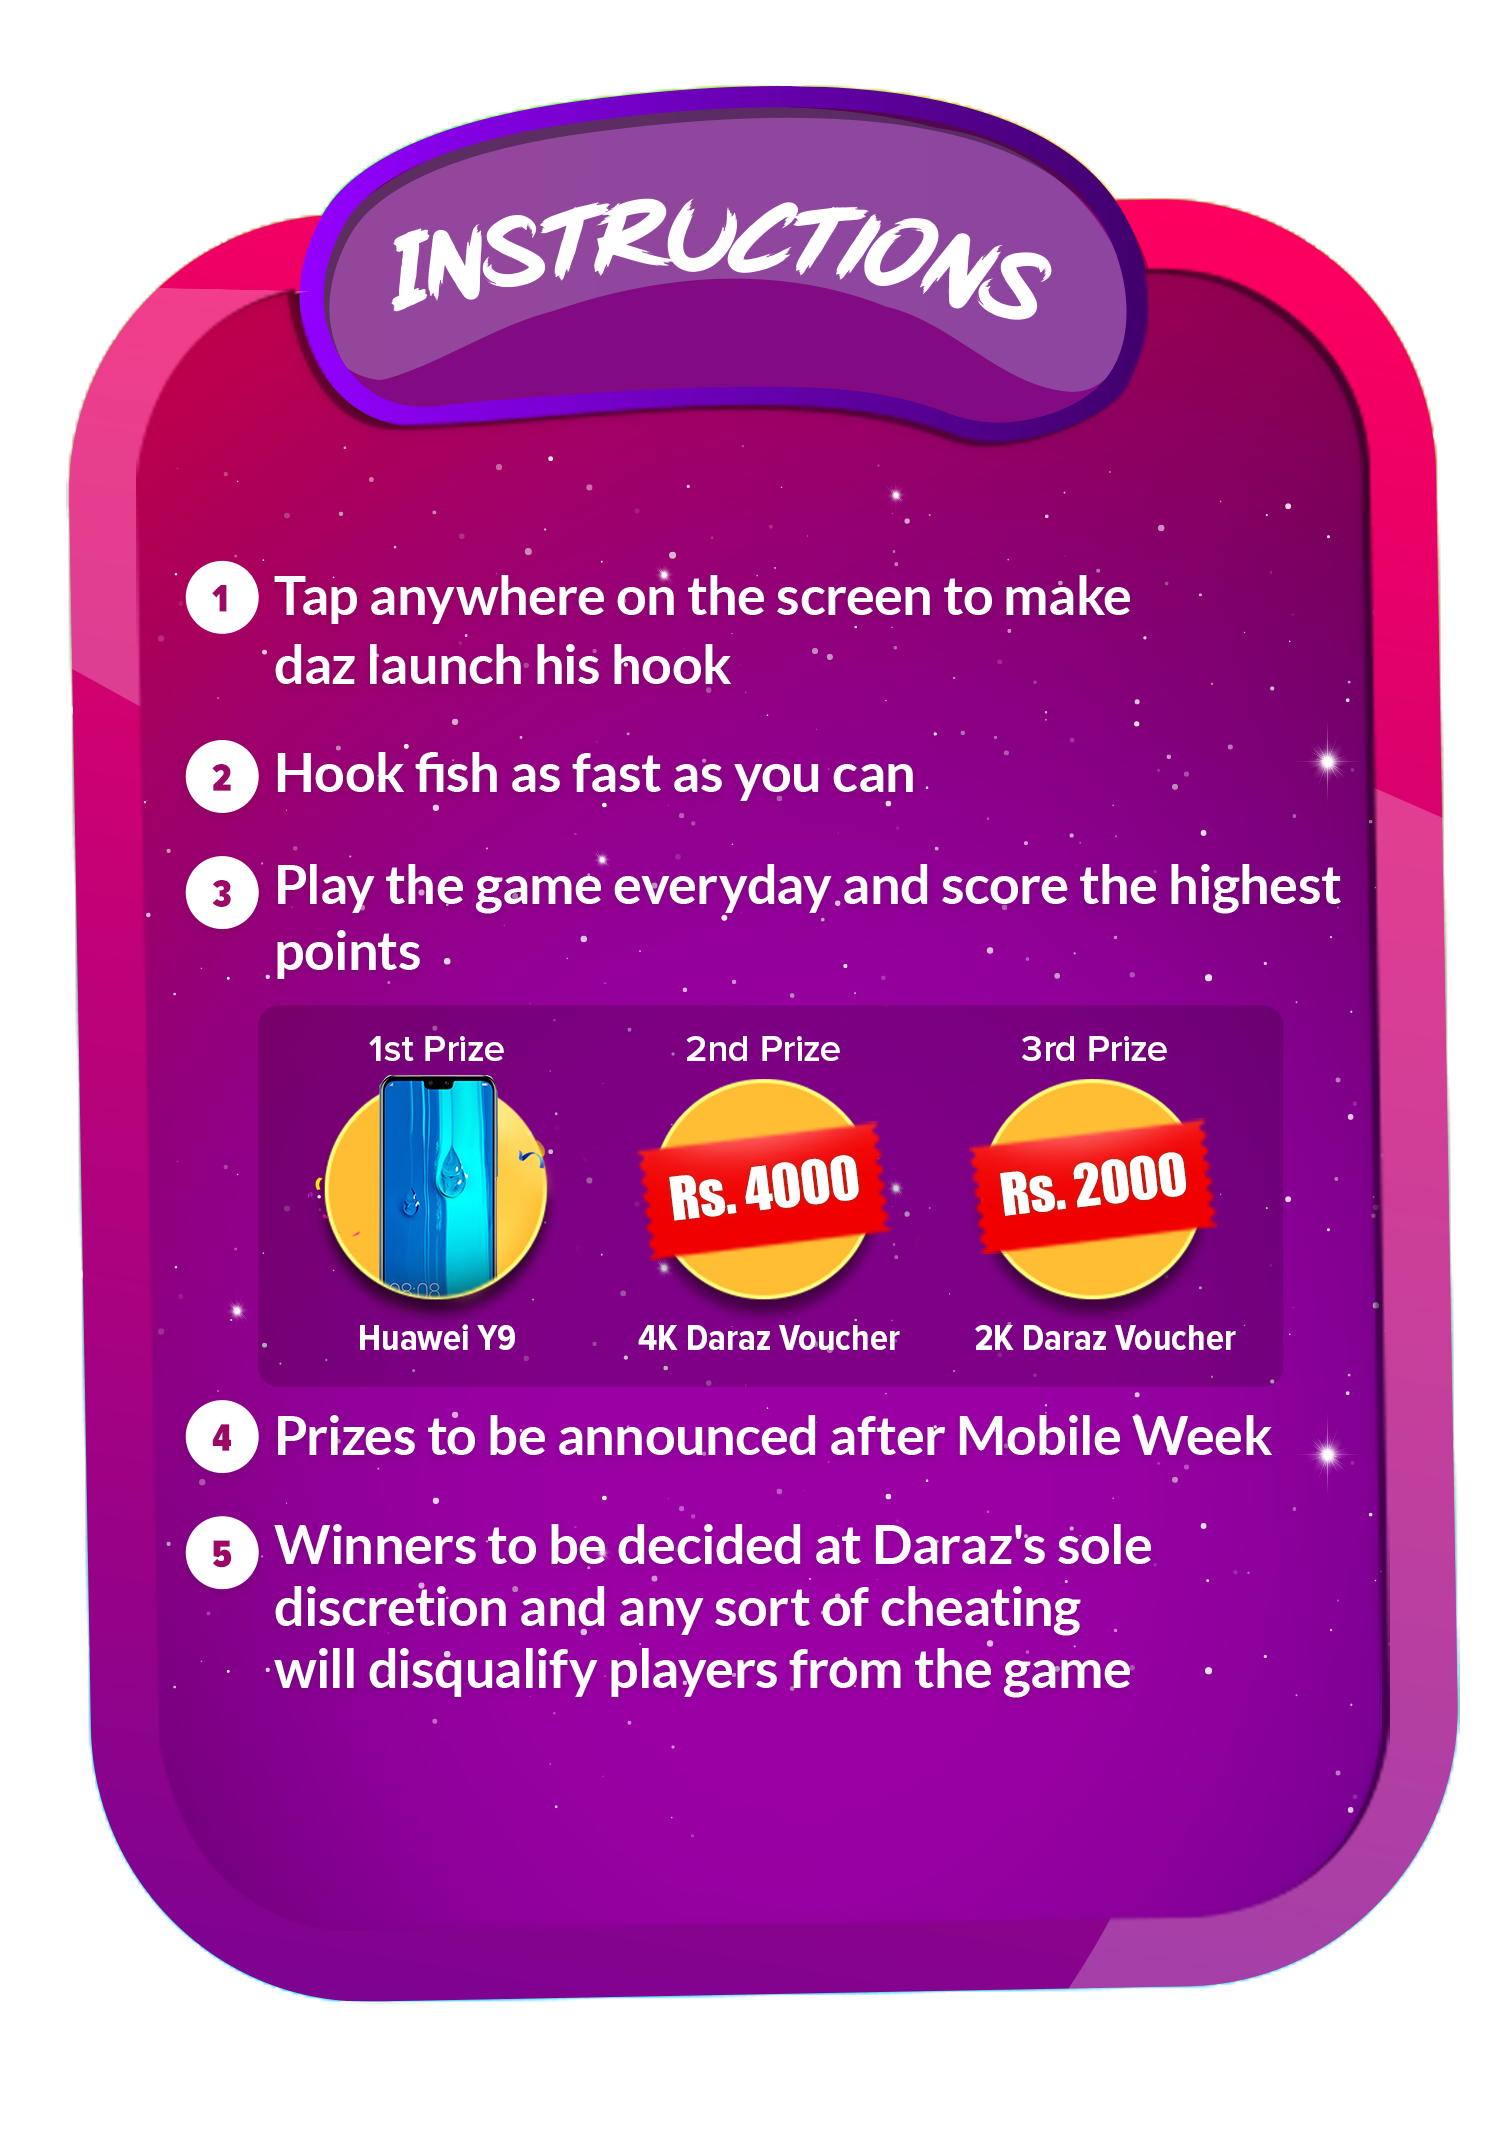 INSTRUCTIONS
1 Tap anywhere on the screen to make
daz launch his hook
2 Hook fish as fast as you can
3 Play the game everyday and score the highest
points
1st Prize 2nd Prize 3rd Prize
08:08
Rs. 4000 Rs. 2000
Huawei Y9 4K Daraz Voucher 2K Daraz Voucher
4 Prizes to be announced after Mobile Week
5 Winners to be decided at Daraz's sole
discretion and any sort of cheating
will disqualify players from the game